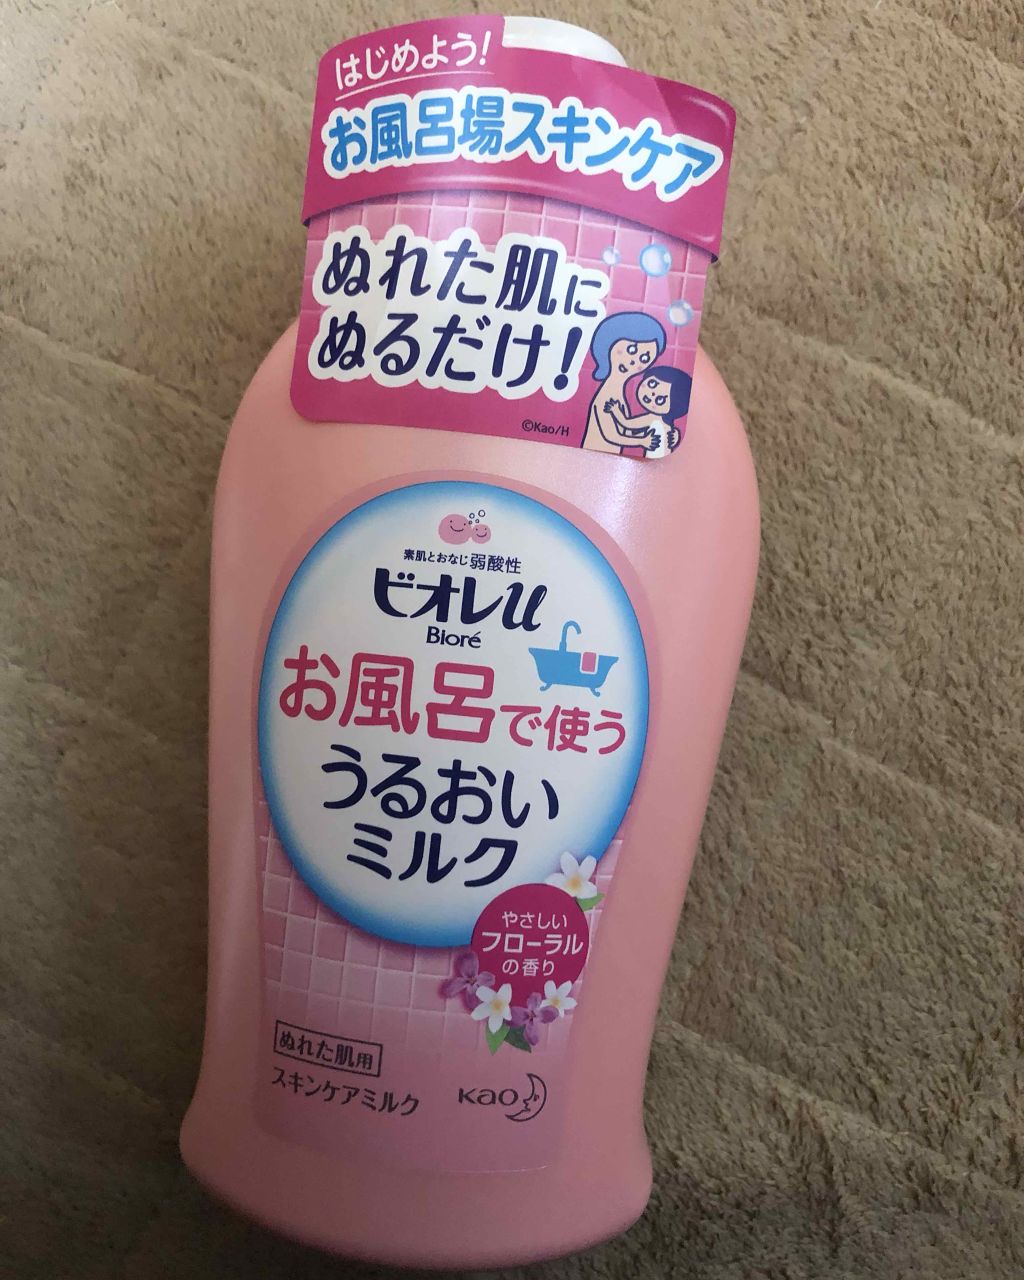 はじめよう!
お風呂場スキンケア
ぬれた肌に
ぬるだけ!
©Kao/H
素肌とおなじ弱酸性
ビオレu
Bioré
お風呂で使う
うるおい
ミルク
やさしい
フローラル
の香り
ぬれた肌用
スキンケアミルク
Kao